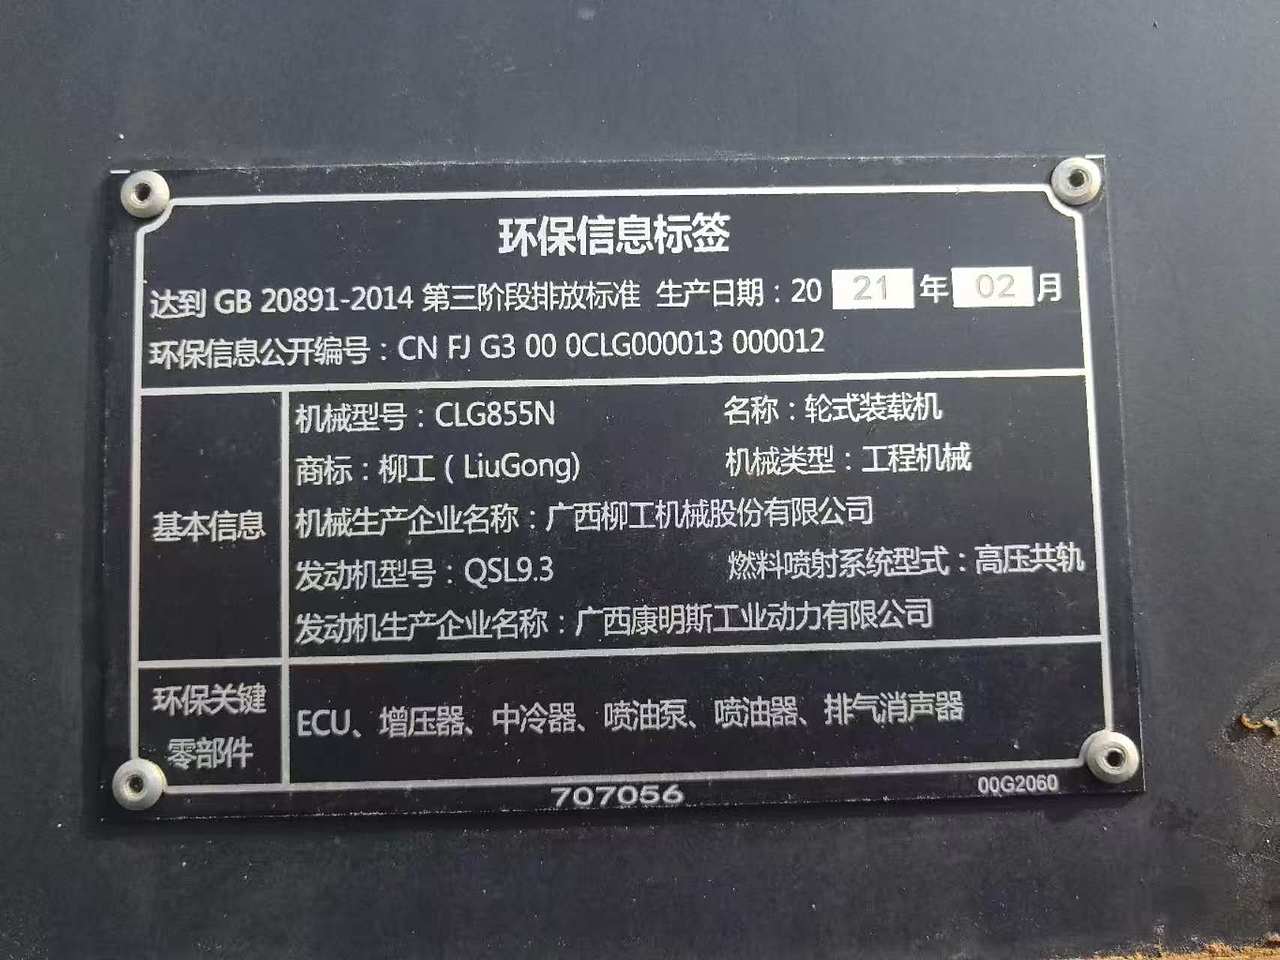 环保信息标签
达到 GB 20891-2014 第三阶段排放标准 生产日期：20 21 年 02 月
环保信息公开编号：CN FJ G3 00 0CLG000013 000012
基本信息
机械型号：CLG855N 名称：轮式装载机
商标：柳工（LiuGong) 机械类型：工程机械
机械生产企业名称：广西柳工机械股份有限公司
发动机型号：QSL9.3 燃料喷射系统型式：高压共轨
发动机生产企业名称：广西康明斯工业动力有限公司
环保关键
零部件
ECU、增压器、中冷器、喷油泵、喷油器、排气消声器
707056
00G2060